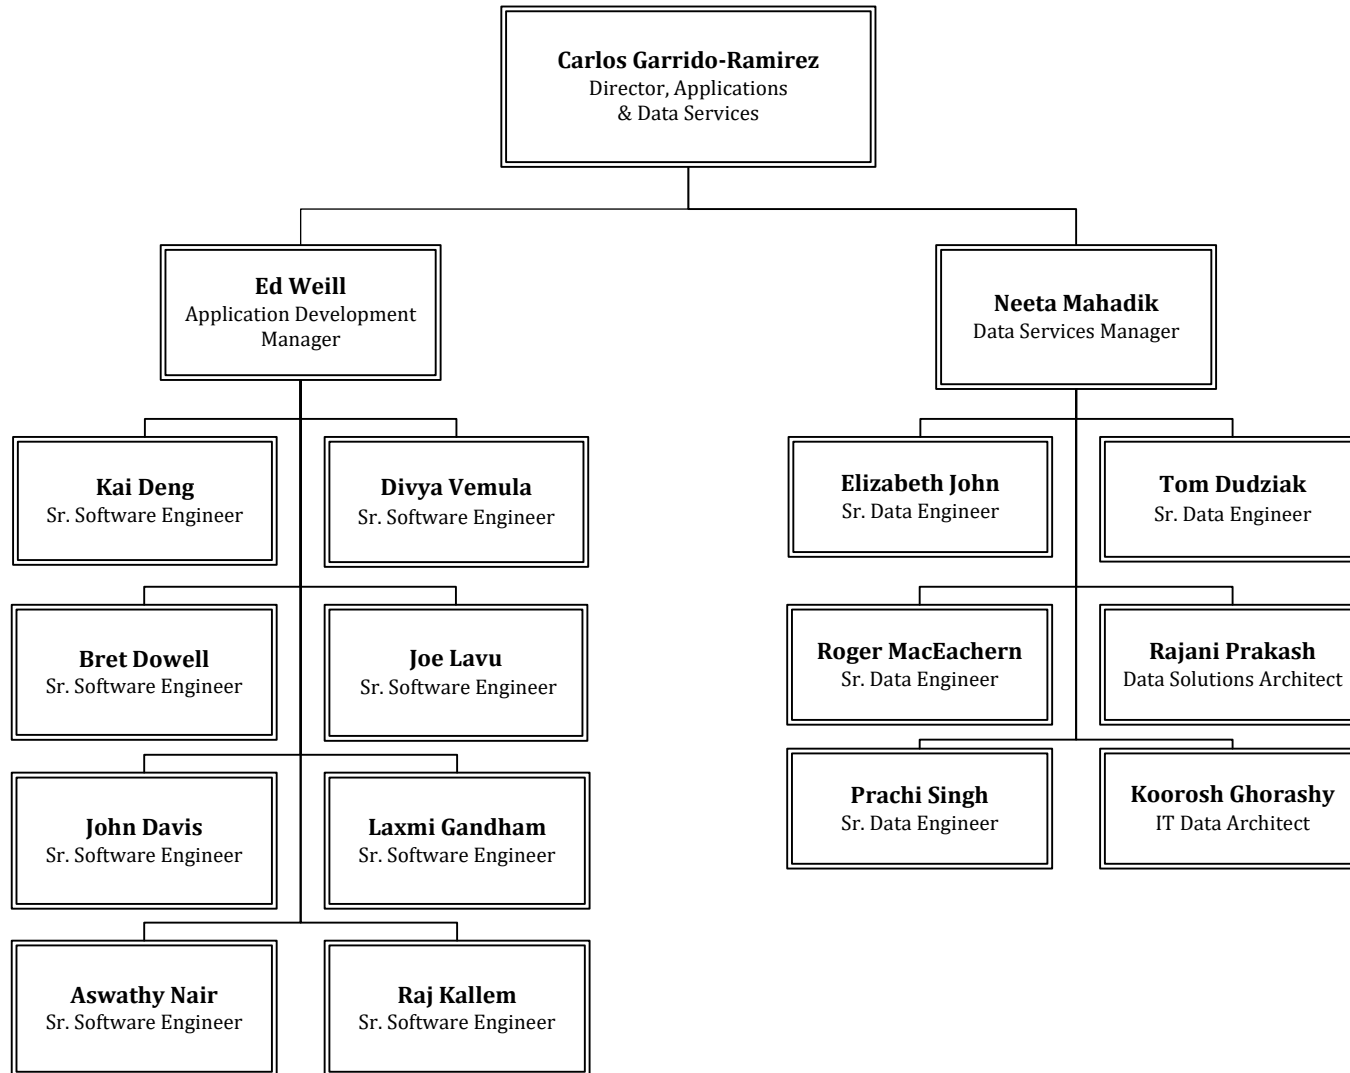 Carlos Garrido-Ramirez
Director, Applications
& Data Services
Ed Weill
Application Development
Manager
Neeta Mahadik
Data Services Manager
Kai Deng
Sr. Software Engineer
Divya Vemula
Sr. Software Engineer
Elizabeth John
Sr. Data Engineer
Tom Dudziak
Sr. Data Engineer
Bret Dowell
Sr. Software Engineer
Joe Lavu
Sr. Software Engineer
Roger MacEachern
Sr. Data Engineer
Rajani Prakash
Data Solutions Architect
John Davis
Sr. Software Engineer
Laxmi Gandham
Sr. Software Engineer
Prachi Singh
Sr. Data Engineer
Koorosh Ghorashy
IT Data Architect
Aswathy Nair
Sr. Software Engineer
Raj Kallem
Sr. Software Engineer